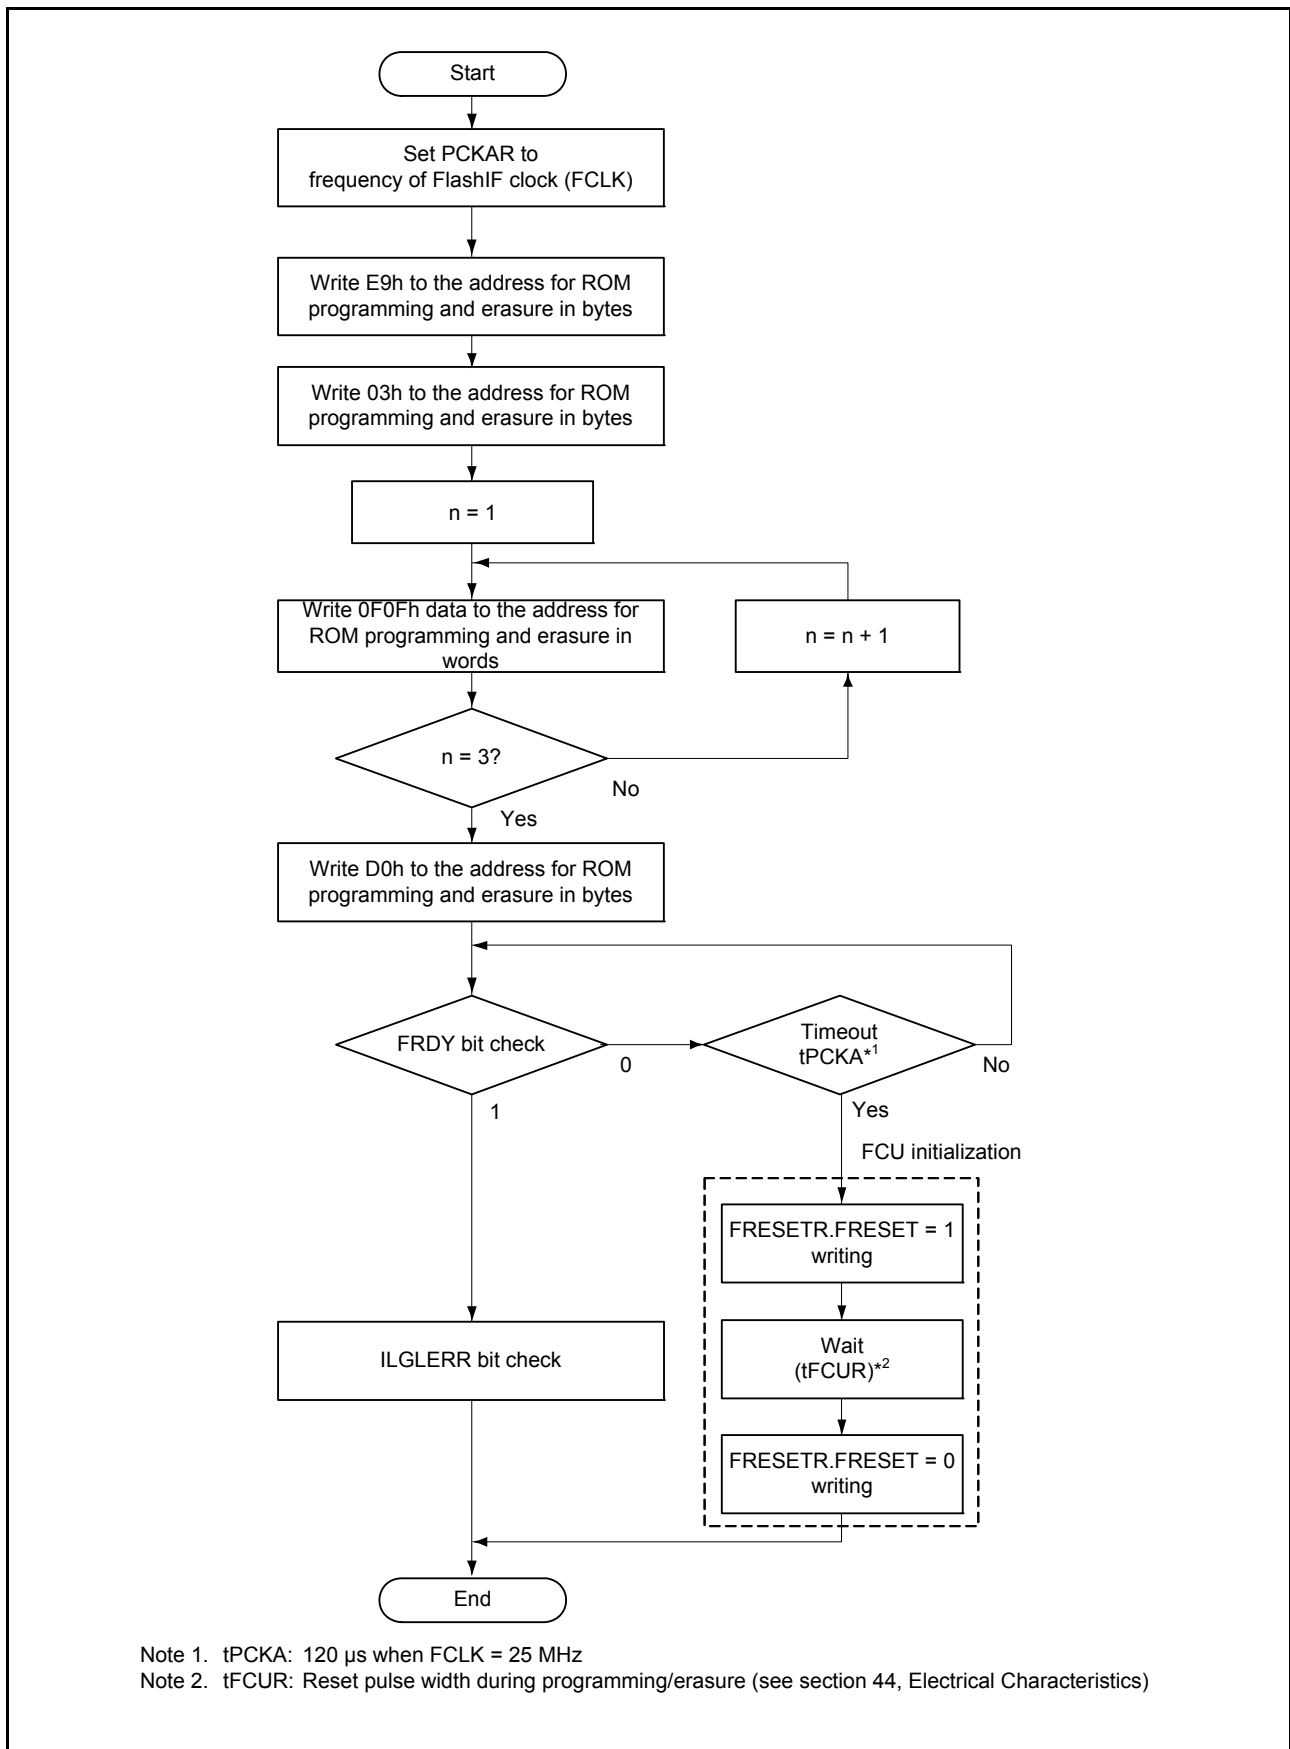 Start
Set PCKAR to
frequency of FlashIF clock (FCLK)
Write E9h to the address for ROM
programming and erasure in bytes
Write 03h to the address for ROM
programming and erasure in bytes
n = 1
Write 0F0Fh data to the address for
ROM programming and erasure in
words
n = n + 1
n = 3?
No
Yes
Write D0h to the address for ROM
programming and erasure in bytes
FRDY bit check
0
Timeout
tPCKA*1
No
1
Yes
FCU initialization
FRESETR.FRESET = 1
writing
Wait
(tFCUR)*2
ILGLERR bit check
FRESETR.FRESET = 0
writing
End
Note 1. tPCKA: 120 µs when FCLK = 25 MHz
Note 2. tFCUR: Reset pulse width during programming/erasure (see section 44, Electrical Characteristics)